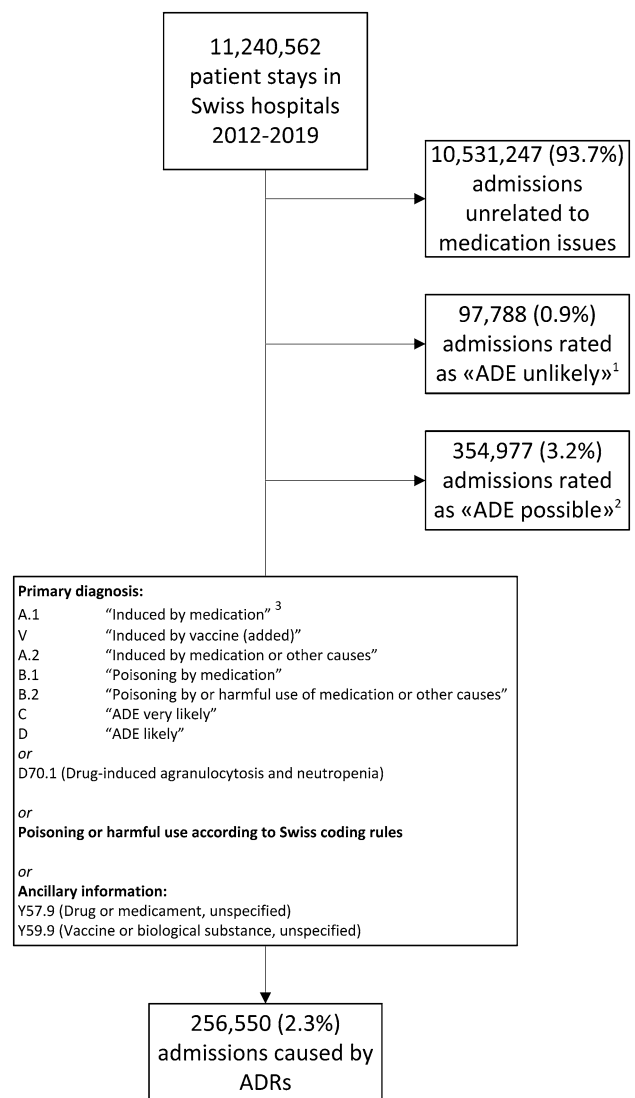 11,240,562
patient stays in
Swiss hospitals
2012-2019
10,531,247 (93.7%)
admissions
unrelated to
medication issues
97,788 (0.9%)
admissions rated
as «ADE unlikely»1
354,977 (3.2%)
admissions rated
as «ADE possible»2
Primary diagnosis:
A.1 “Induced by medication” 3
V “Induced by vaccine (added)”
A.2 “Induced by medication or other causes”
B.1 “Poisoning by medication”
B.2 “Poisoning by or harmful use of medication or other causes”
C “ADE very likely”
D “ADE likely”
or
D70.1 (Drug-induced agranulocytosis and neutropenia)
or
Poisoning or harmful use according to Swiss coding rules
or
Ancillary information:
Y57.9 (Drug or medicament, unspecified)
Y59.9 (Vaccine or biological substance, unspecified)
256,550 (2.3%)
admissions caused by
ADRs